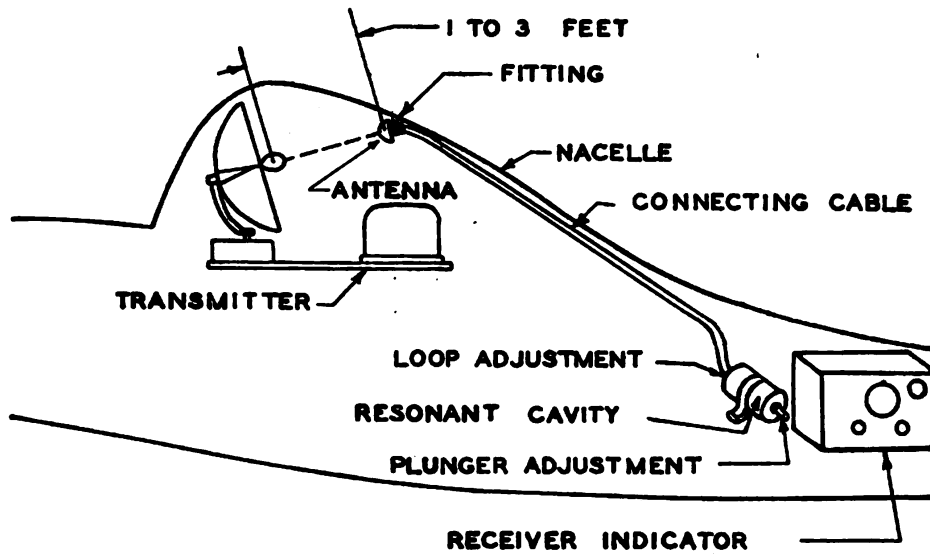 1 TO 3 FEET
FITTING
NACELLE
ANTENNA
CONNECTING CABLE
TRANSMITTER
LOOP ADJUSTMENT
RESONANT CAVITY
PLUNGER ADJUSTMENT
RECEIVER INDICATOR